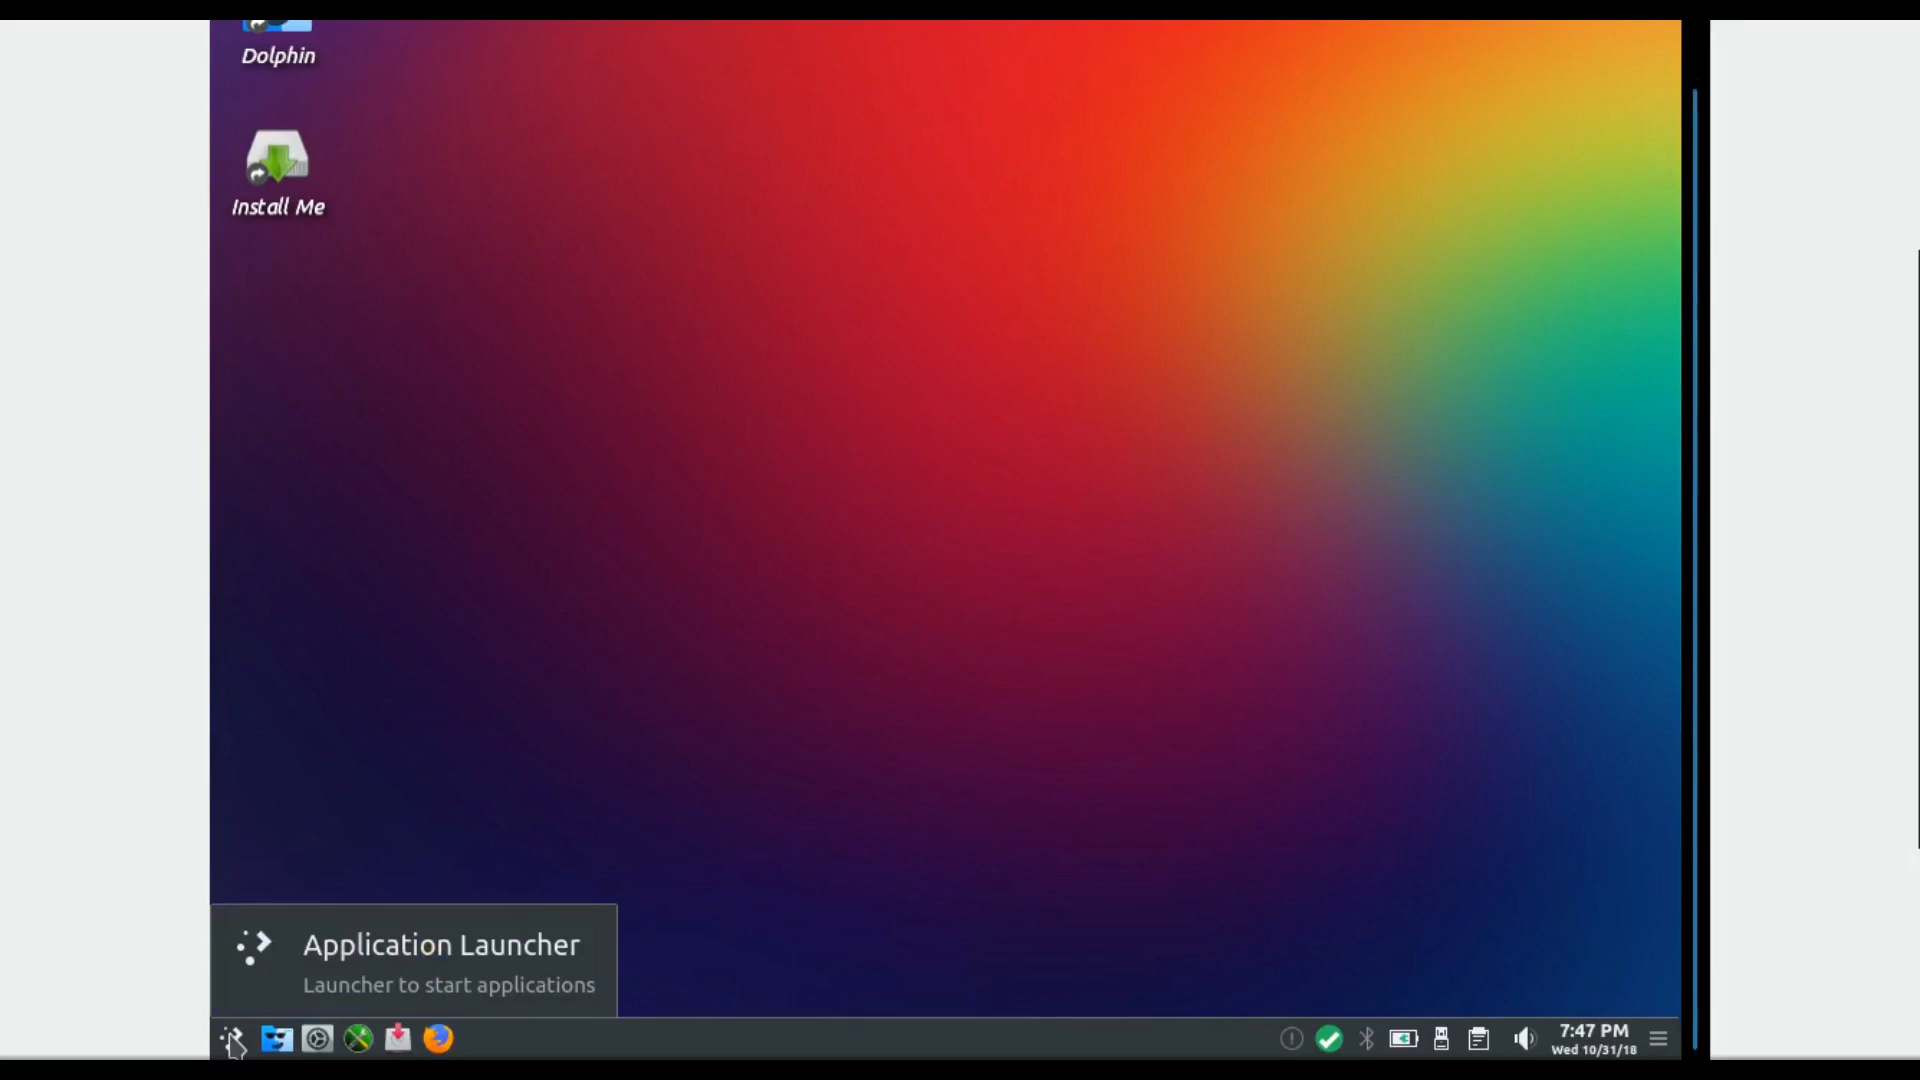 Dolphin
Install Me
Application Launcher
Launcher to start applications
7:47 PM
Wed 10/31/18